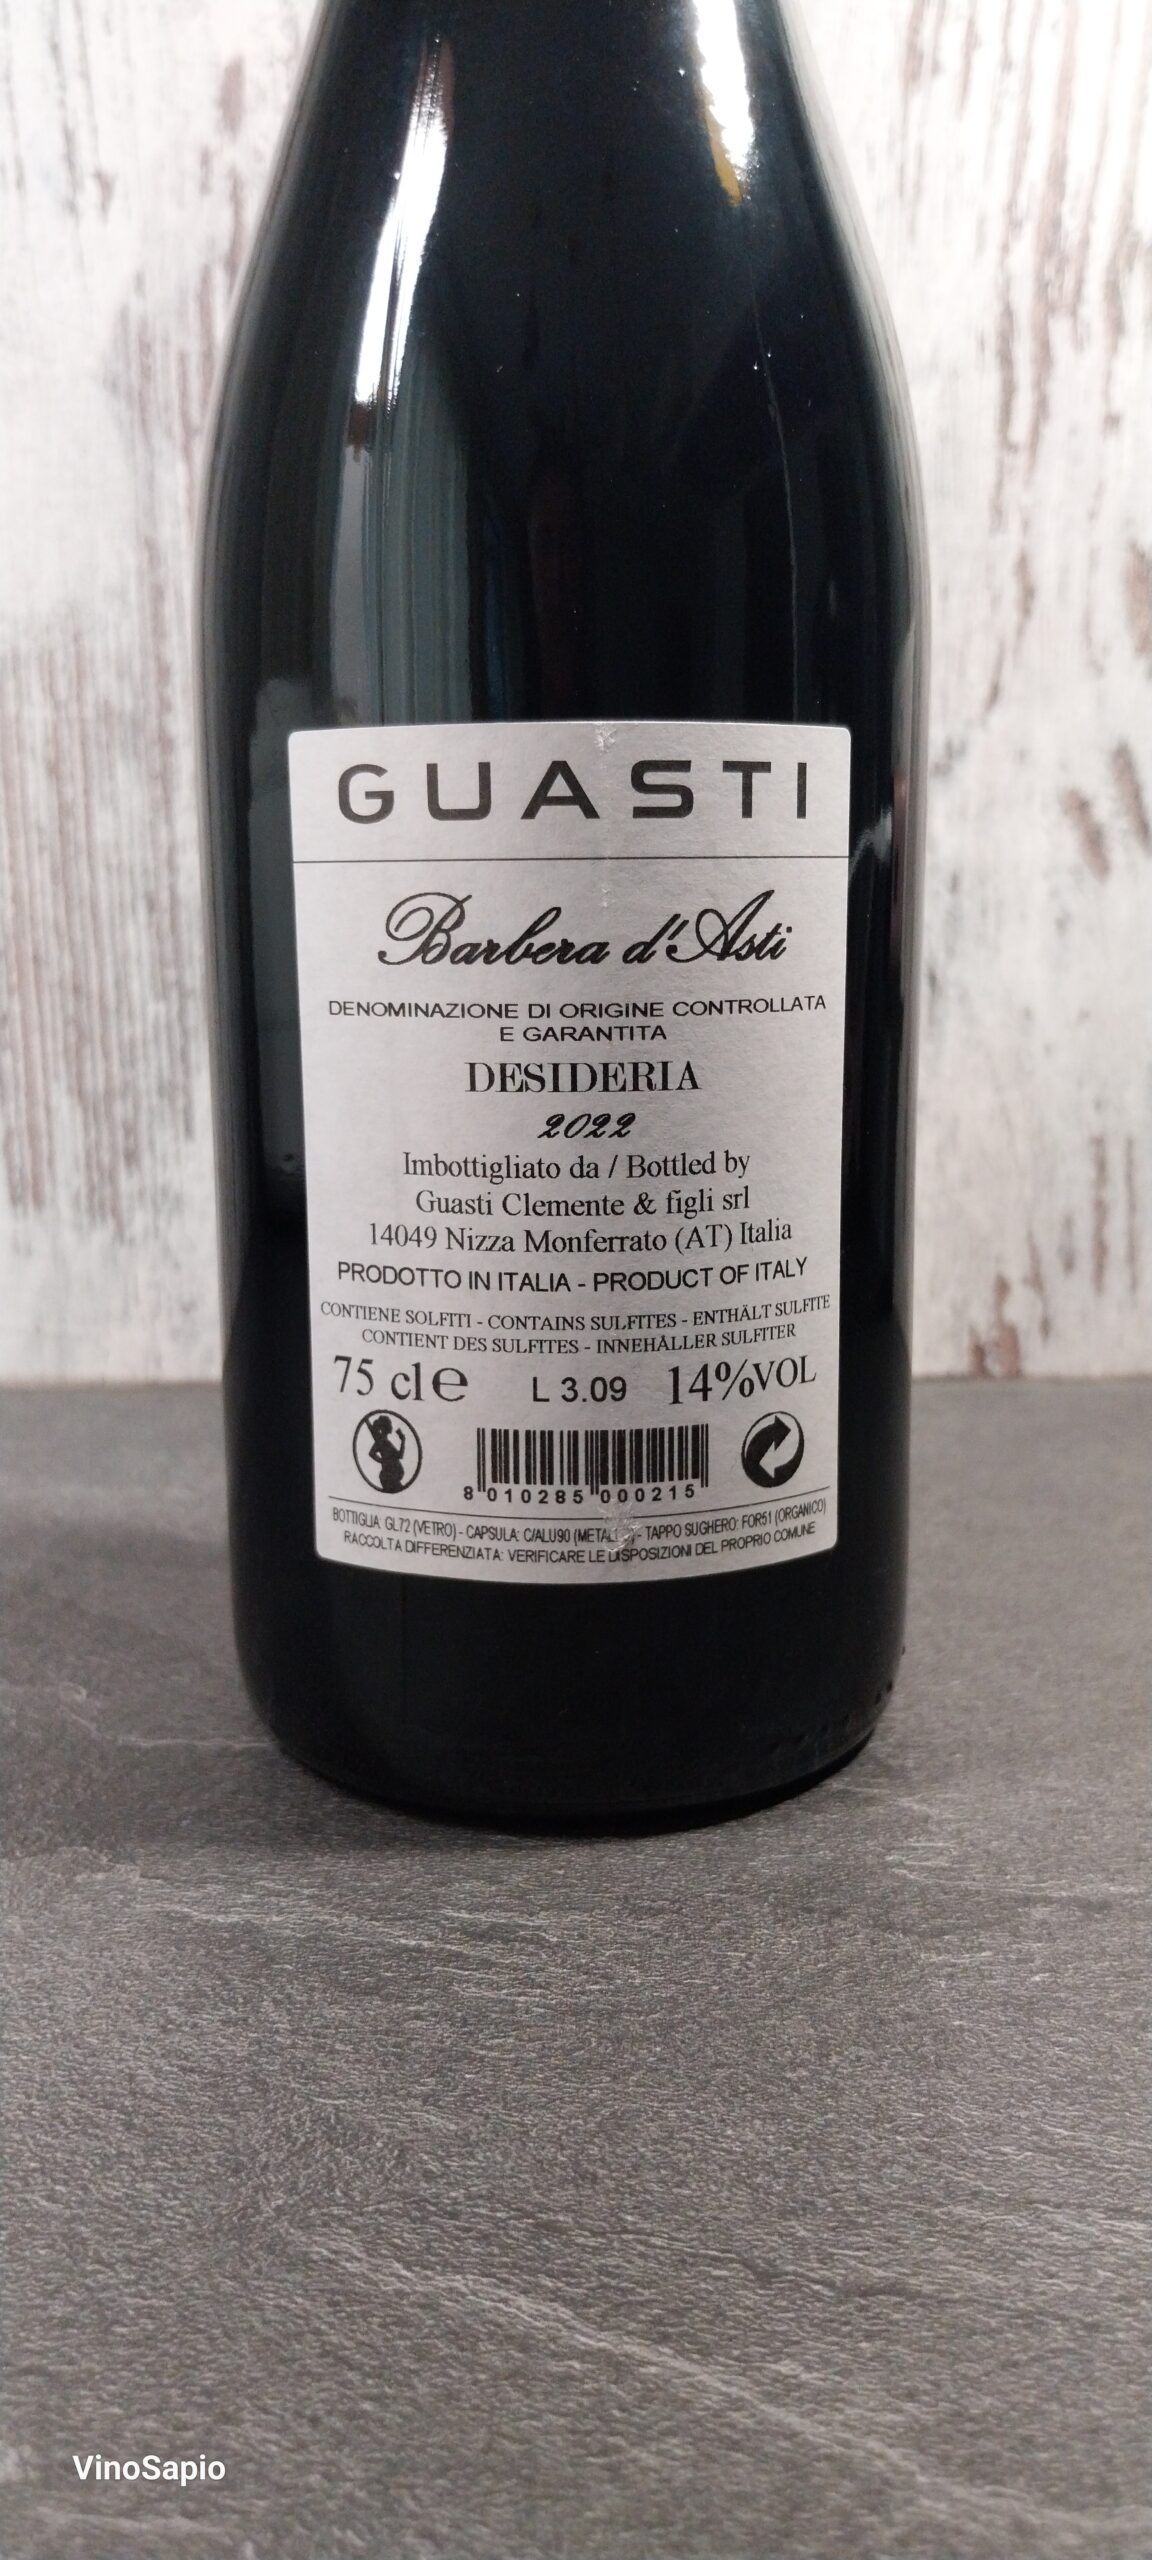 GUASTI
Barbera d'Asti
DENOMINAZIONE DI ORIGINE CONTROLLATA
E GARANTITA
DESIDERIA
2022
Imbottigliato da / Bottled by
Guasti Clemente & figli srl
14049 Nizza Monferrato (AT) Italia
PRODOTTO IN ITALIA - PRODUCT OF ITALY
CONTIENE SOLFITI - CONTAINS SULFITES - ENTHÄLT SULFITE
CONTIENT DES SULFITES - INNEHÅLLER SULFITER
75 cl e L 3.09 14%VOL
8 010285 000215
BOTTIGLIA: GL72 (VETRO) - CAPSULA: C/ALU90 - TAPPO SUGHERO: FOR51 (ORGANICO)
RACCOLTA DIFFERENZIATA: VERIFICARE LE DISPOSIZIONI DEL PROPRIO COMUNE
VinoSapio